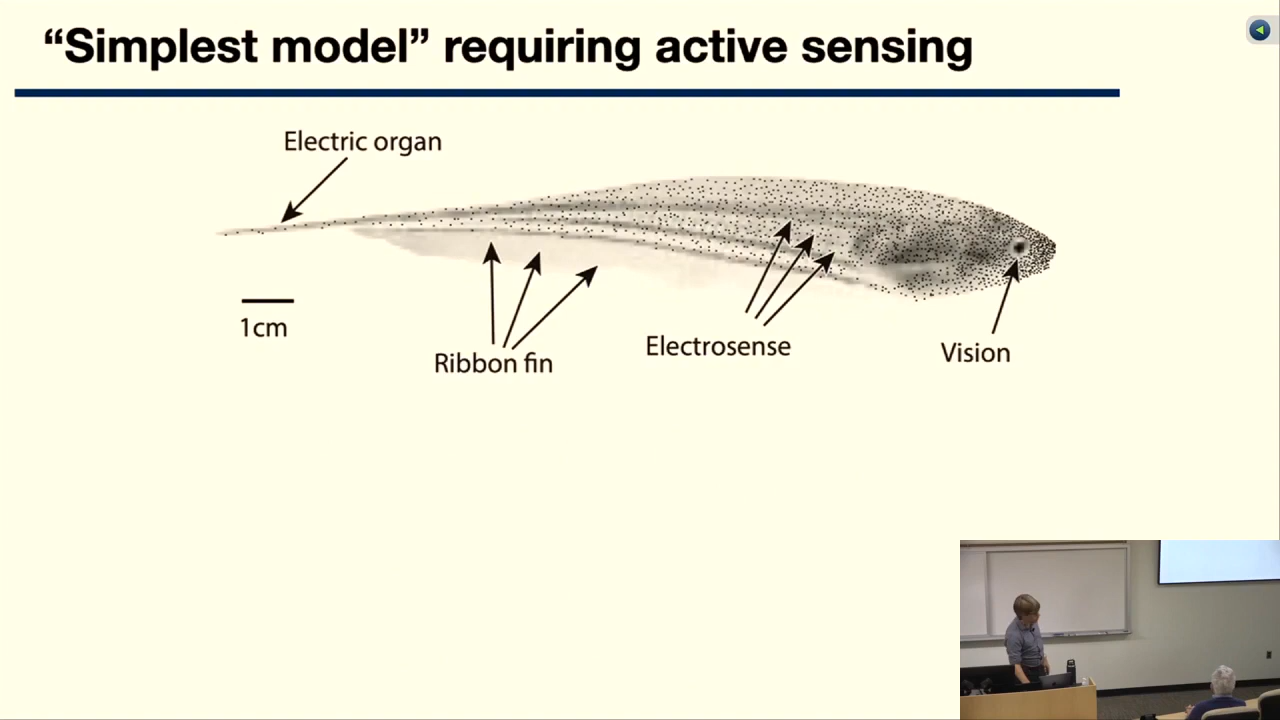 “Simplest model” requiring active sensing
Electric organ
1cm
Ribbon fin
Electrosense
Vision